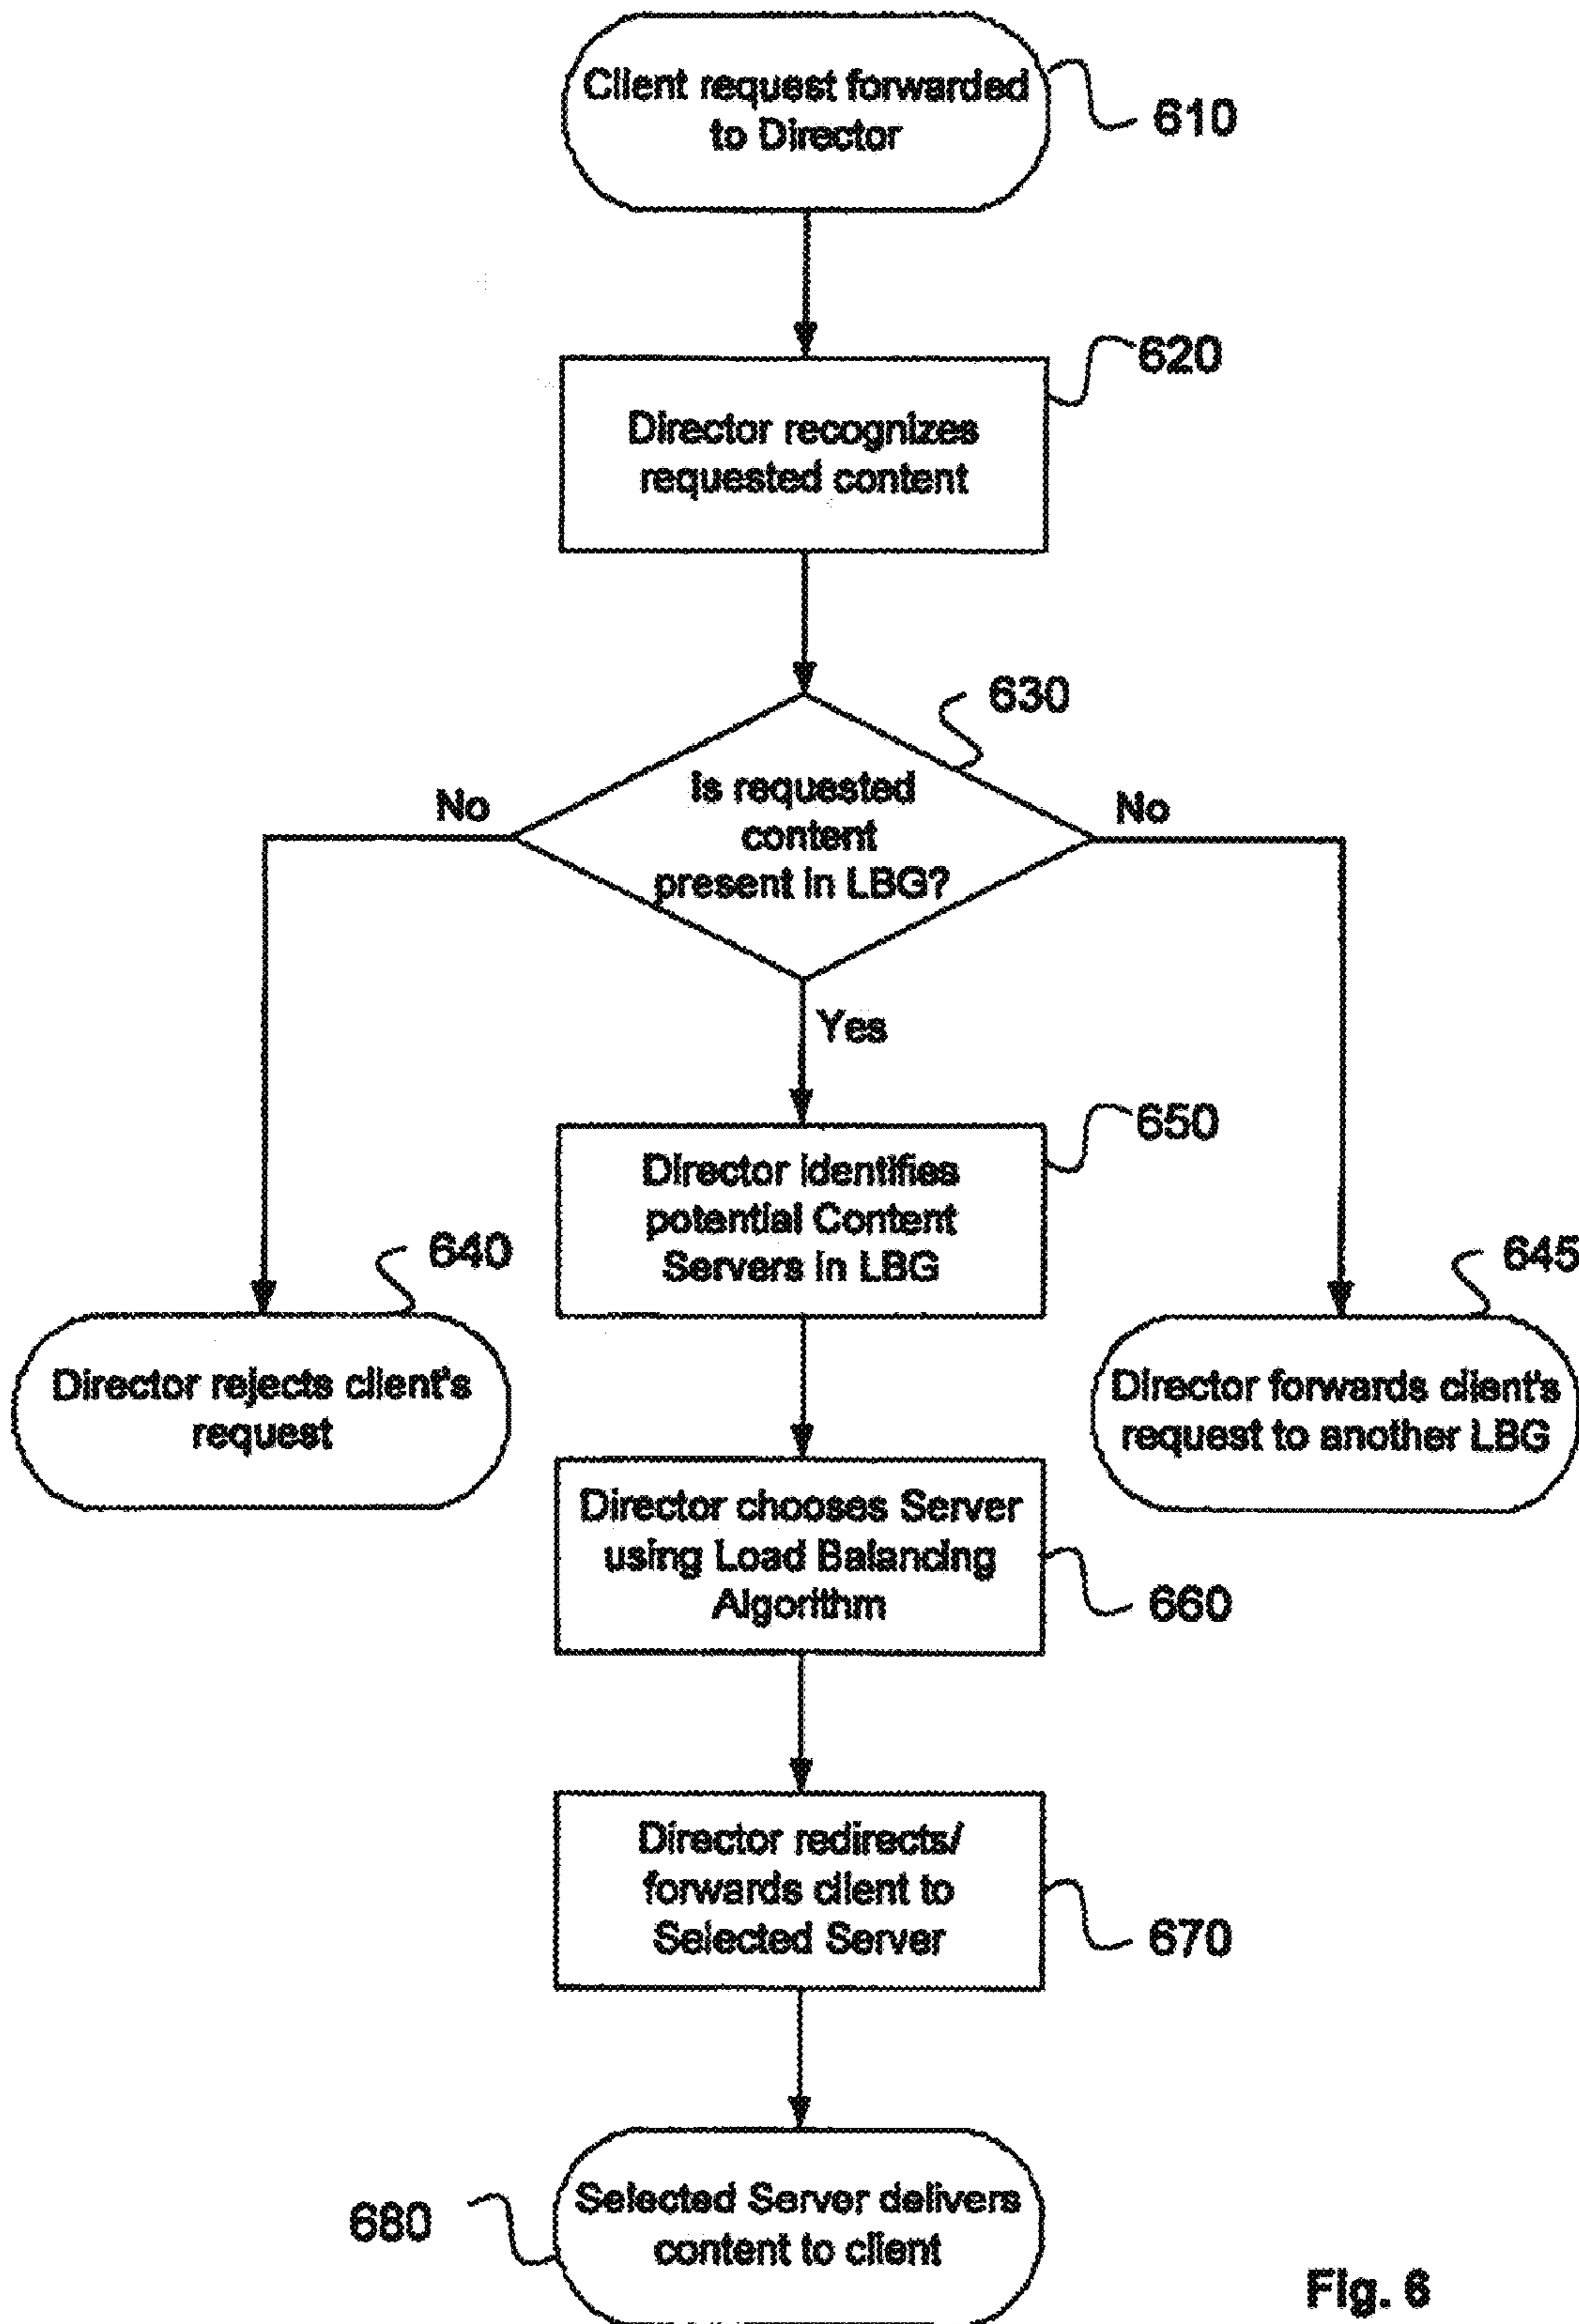 Client request forwarded
to Director
610
620
Director recognizes
requested content
630
Is requested
content
present in LBG?
No
No
Yes
650
Director identifies
potential Content
Servers in LBG
640
645
Director rejects client's
request
Director forwards client's
request to another LBG
Director chooses Server
using Load Balancing
Algorithm
660
Director redirects/
forwards client to
Selected Server
670
680
Selected Server delivers
content to client
Fig. 6